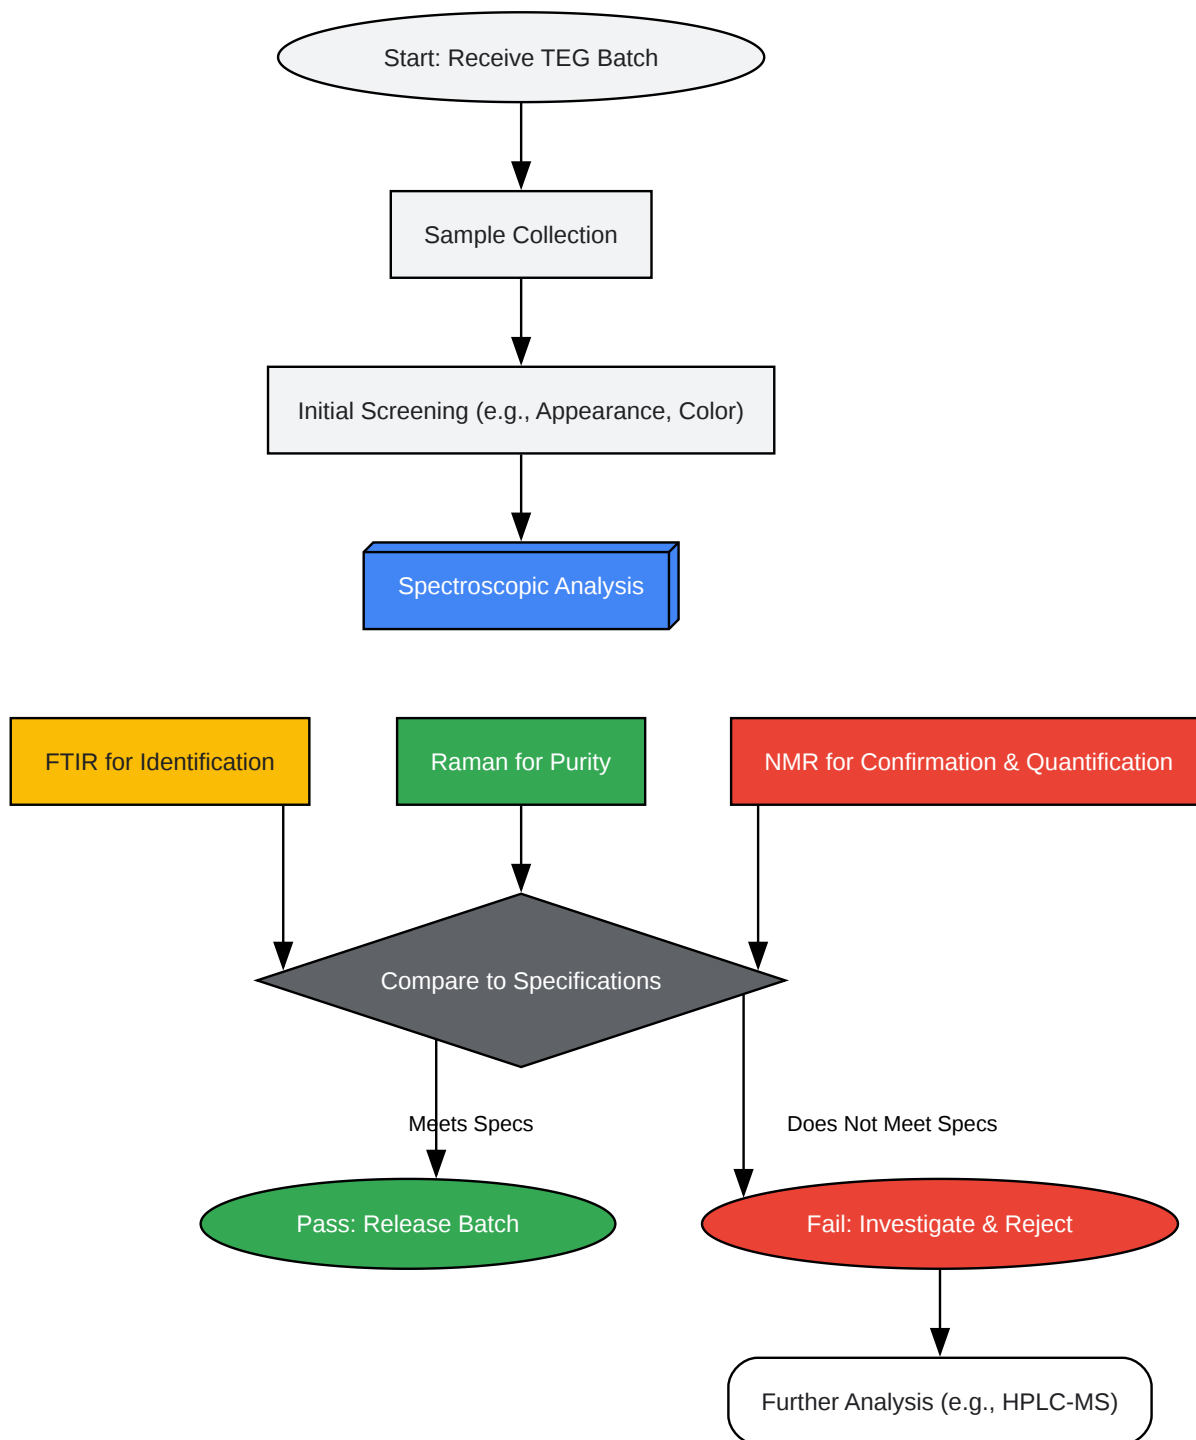 Start: Receive TEG Batch
Sample Collection
Initial Screening (e.g., Appearance, Color)
Spectroscopic Analysis
FTIR for Identification
Raman for Purity
NMR for Confirmation & Quantification
Compare to Specifications
Meets Specs
Does Not Meet Specs
Pass: Release Batch
Fail: Investigate & Reject
Further Analysis (e.g., HPLC-MS)